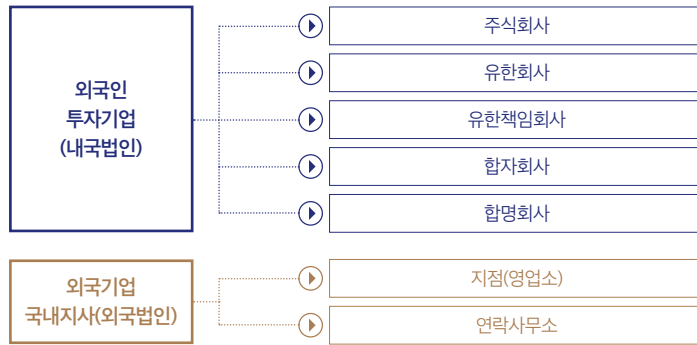 외국인
투자기업
(내국법인)
주식회사
유한회사
유한책임회사
합자회사
합명회사
외국기업
국내지사(외국법인)
지점(영업소)
연락사무소